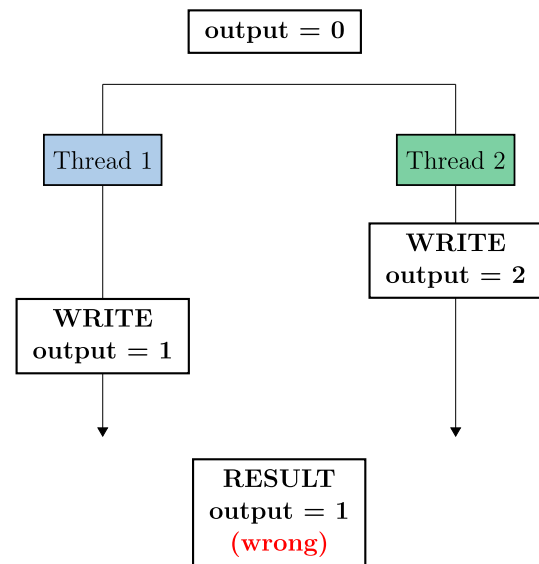 output = 0
Thread 1
Thread 2
WRITE
output = 2
WRITE
output = 1
RESULT
output = 1
(wrong)